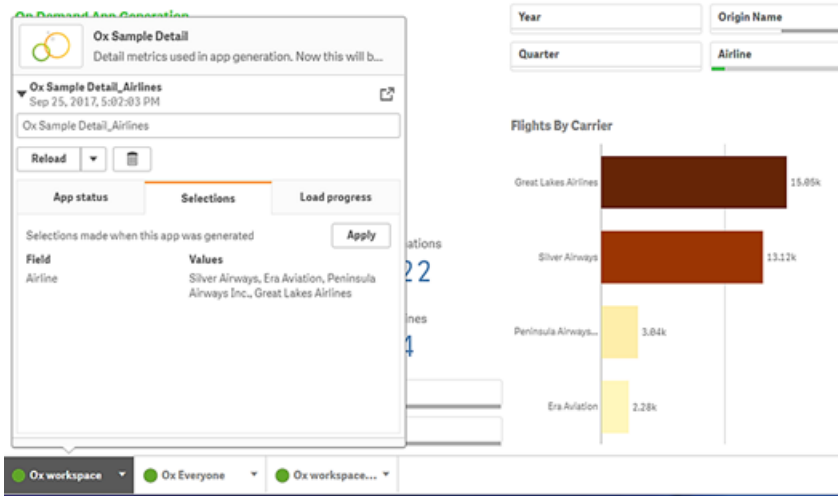 On Demand App Generation
Ox Sample Detail
Detail metrics used in app generation. Now this will b...
Ox Sample Detail_Airlines
Sep 25, 2017, 5:02:03 PM
Ox Sample Detail_Airlines
Reload
App status
Selections
Load progress
Selections made when this app was generated
Apply
Field
Values
Airline
Silver Airways, Era Aviation, Peninsula
Airways Inc., Great Lakes Airlines
ations
22
ines
4
Year
Origin Name
Quarter
Airline
Flights By Carrier
Great Lakes Airlines
15.05k
Silver Airways
13.12k
Peninsula Airways...
3.04k
Era Aviation
2.28k
Ox workspace
Ox Everyone
Ox workspace...